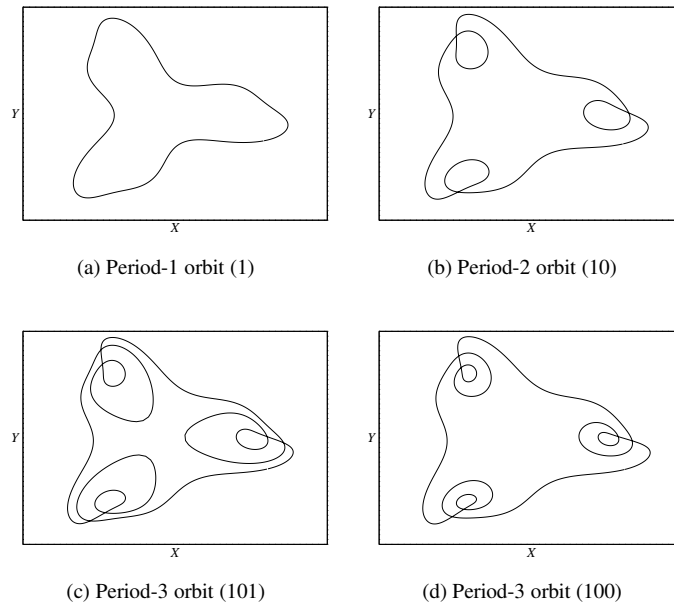 Y
Y
X
X
(a) Period-1 orbit (1)
(b) Period-2 orbit (10)
Y
Y
X
X
(c) Period-3 orbit (101)
(d) Period-3 orbit (100)